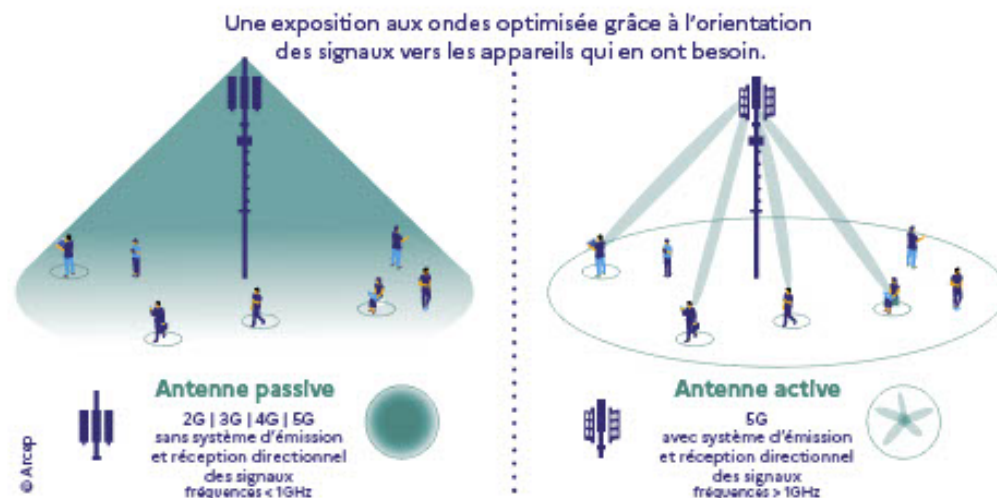 Une exposition aux ondes optimisée grâce à l'orientation
des signaux vers les appareils qui en ont besoin.
Antenne passive
2G | 3G | 4G | 5G
sans système d'émission
et réception directionnel
des signaux
fréquences < 1GHz
Antenne active
5G
avec système d'émission
et réception directionnel
des signaux
fréquences > 1GHz
© Arcep